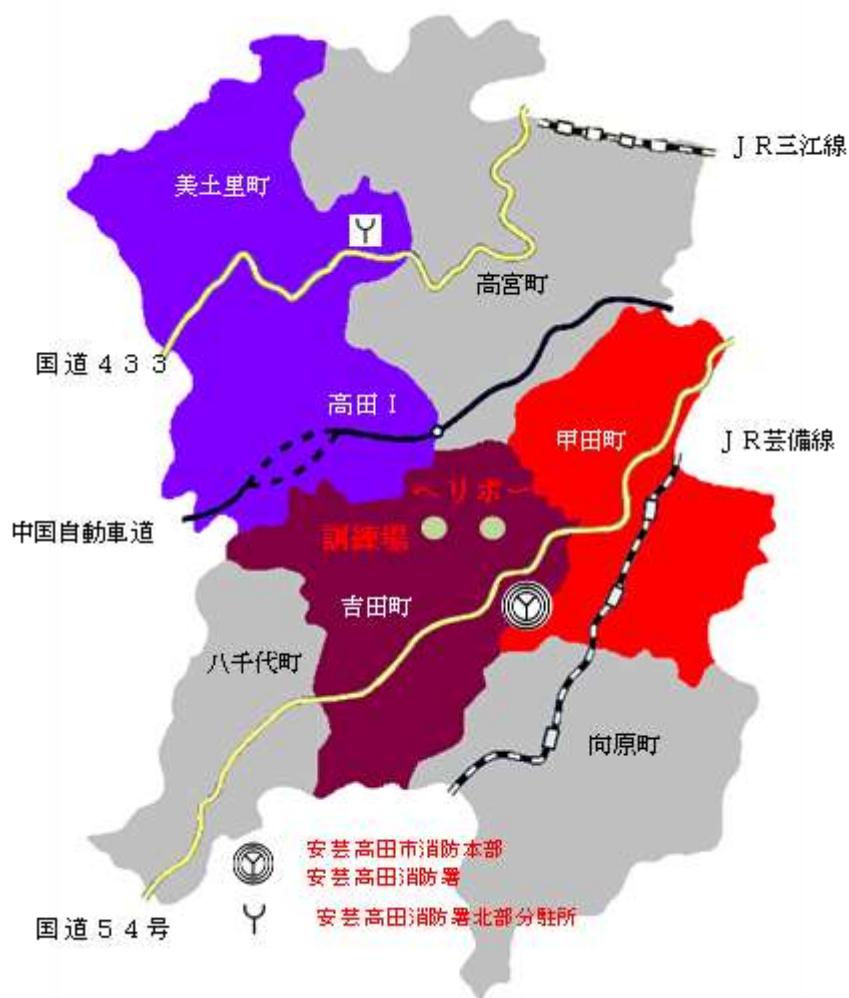 ＪＲ三江線
美土里町
高宮町
国道４３３
高田Ｉ
甲田町
ＪＲ芸備線
ヘリポー
中国自動車道
訓練場
吉田町
八千代町
向原町
安芸高田市消防本部
安芸高田消防署
安芸高田消防署北部分駐所
国道５４号